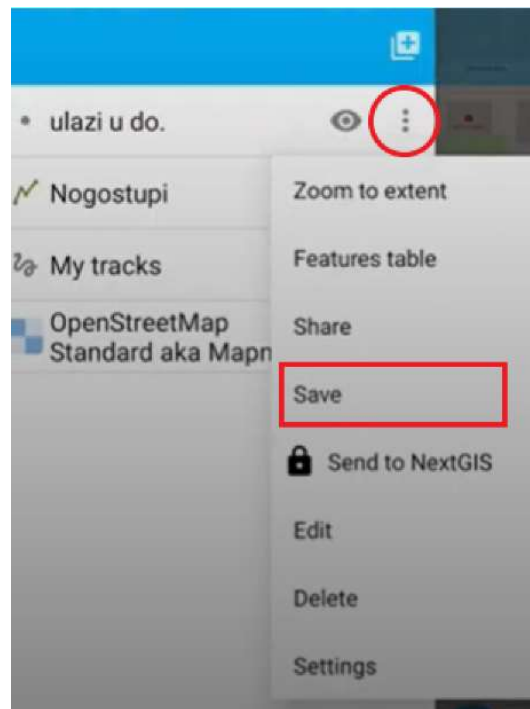 ulazi u do.
Nogostupi
My tracks
OpenStreetMap
Standard aka Mapn
Zoom to extent
Features table
Share
Save
Send to NextGIS
Edit
Delete
Settings